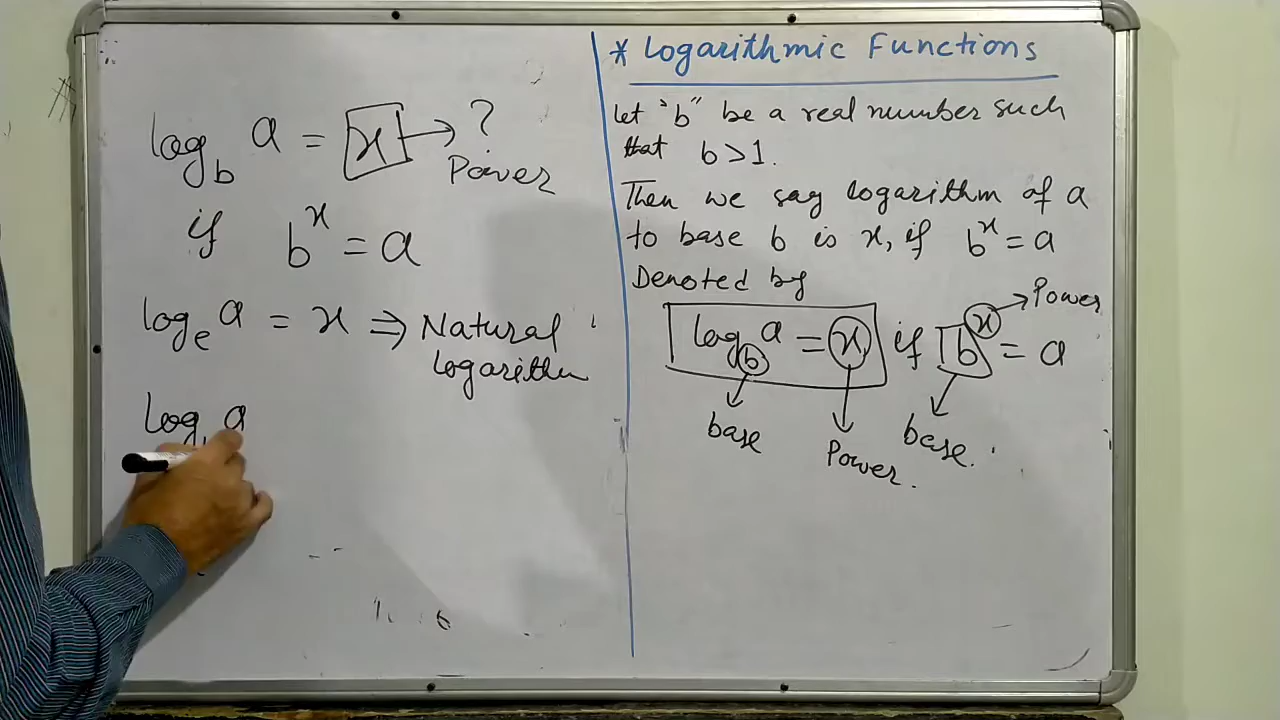 log_b a = x → ?
Power
if b^x = a
log_e a = x ⇒ Natural
logarithm
log a
* Logarithmic Functions
Let "b" be a real number such
that b > 1.
Then we say logarithm of a
to base b is x, if b^x = a
Denoted by
→ Power
log_b a = x if b^x = a
base Power. base.